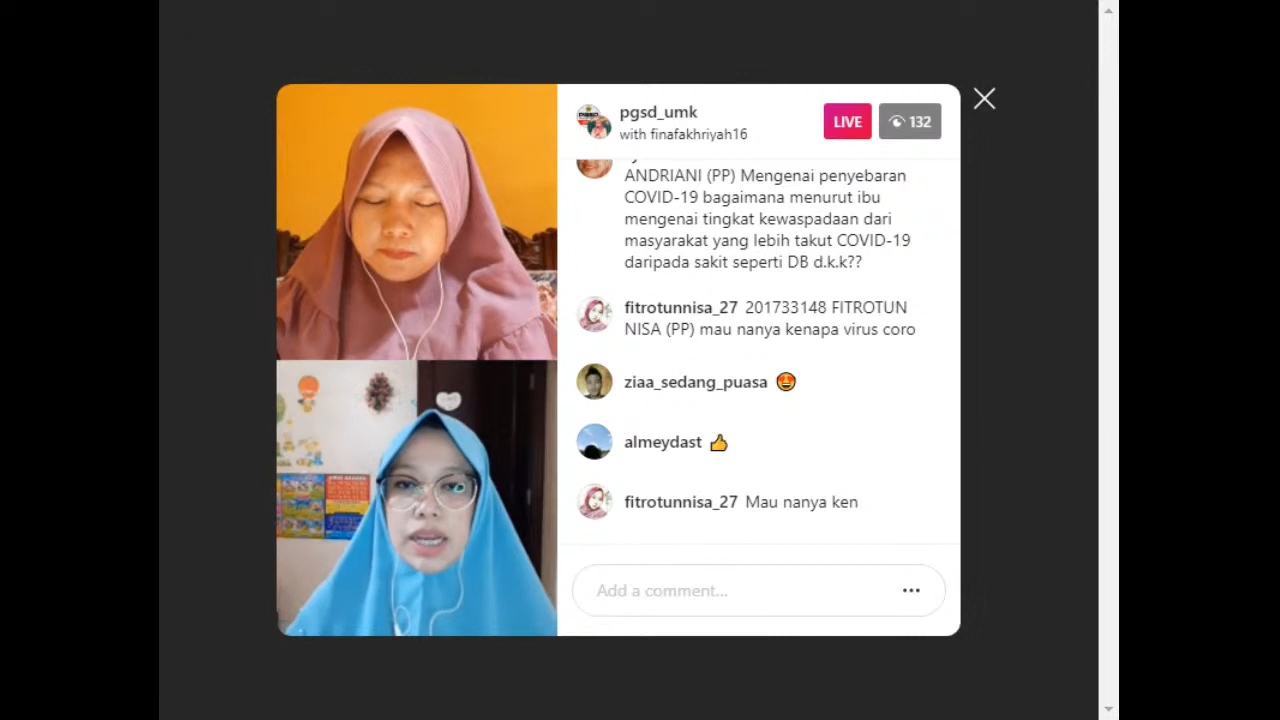 pgsd_umk
with finafakhriyah16
LIVE
132
ANDRIANI (PP) Mengenai penyebaran
COVID-19 bagaimana menurut ibu
mengenai tingkat kewaspadaan dari
masyarakat yang lebih takut COVID-19
daripada sakit seperti DB d.k.k??
fitrotunnisa_27 201733148 FITROTUN
NISA (PP) mau nanya kenapa virus coro
ziaa_sedang_puasa 😍
almeydast 👍
fitrotunnisa_27 Mau nanya ken
Add a comment...